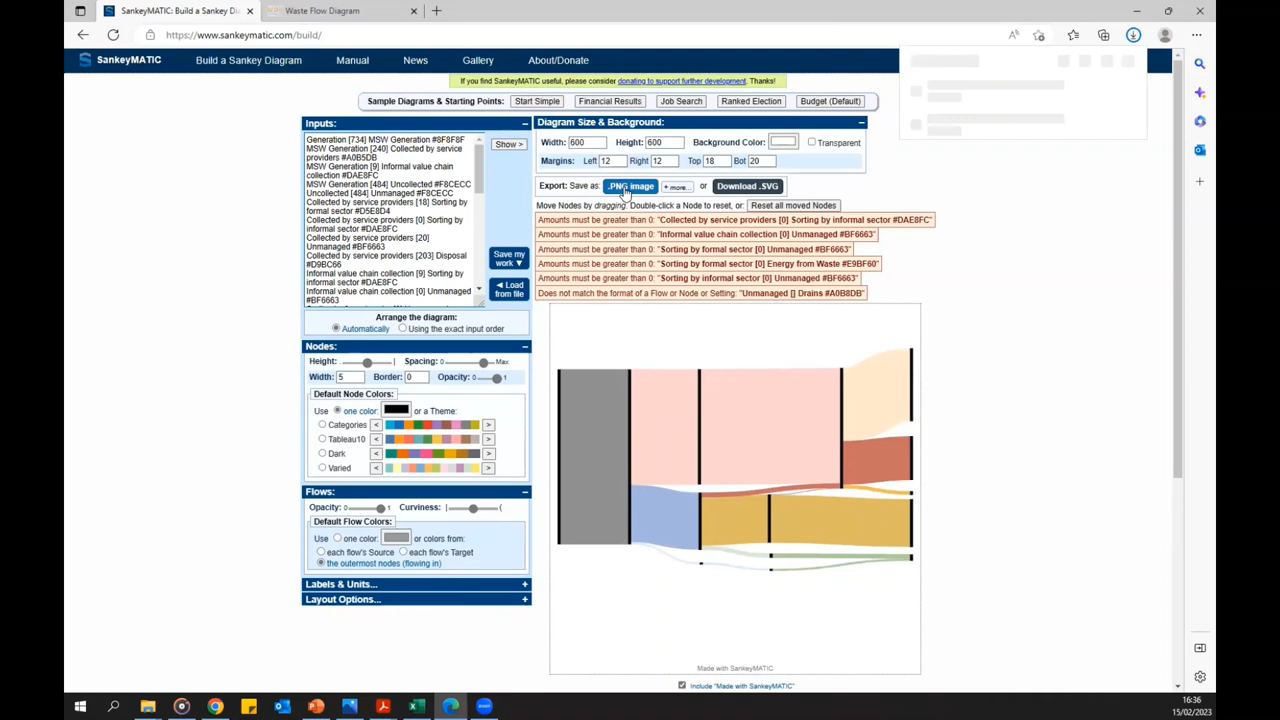 SankeyMATIC: Build a Sankey Di
Waste Flow Diagram
https://www.sankeymatic.com/build/
SankeyMATIC
Build a Sankey Diagram
Manual
News
Gallery
About/Donate
If you find SankeyMATIC useful, please consider donating to support further development. Thanks!
Sample Diagrams & Starting Points:
Start Simple
Financial Results
Job Search
Ranked Election
Budget (Default)
Inputs:
Generation [734] MSW Generation #8F8F8F
MSW Generation [240] Collected by service
providers #A0B5DB
MSW Generation [9] Informal value chain
collection #DAE8FC
MSW Generation [484] Uncollected #F8CECC
Uncollected [484] Unmanaged #F8CECC
Collected by service providers [18] Sorting by
formal sector #D5E8D4
Collected by service providers [0] Sorting by
informal sector #DAE8FC
Collected by service providers [20]
Unmanaged #BF6663
Collected by service providers [203] Disposal
#D9BC66
Informal value chain collection [9] Sorting by
informal sector #DAE8FC
Informal value chain collection [0] Unmanaged
#BF6663
Show >
Save my
work ▼
◄ Load
from file
Arrange the diagram:
Automatically
Using the exact input order
Nodes:
Height:
Spacing: 0
Max
Width: 5
Border: 0
Opacity: 0
1
Default Node Colors:
Use
one color:
or a Theme:
Categories
<
>
Tableau10
<
>
Dark
<
>
Varied
<
>
Flows:
Opacity: 0
1
Curviness:
Default Flow Colors:
Use
one color:
or colors from:
each flow's Source
each flow's Target
the outermost nodes (flowing in)
Labels & Units...
Layout Options...
Diagram Size & Background:
Width: 600
Height: 600
Background Color:
Transparent
Margins:
Left 12
Right 12
Top 18
Bot 20
Export: Save as:
.PNG image
+ more...
or
Download .SVG
Move Nodes by dragging. Double-click a Node to reset, or:
Reset all moved Nodes
Amounts must be greater than 0: "Collected by service providers [0] Sorting by informal sector #DAE8FC"
Amounts must be greater than 0: "Informal value chain collection [0] Unmanaged #BF6663"
Amounts must be greater than 0: "Sorting by formal sector [0] Unmanaged #BF6663"
Amounts must be greater than 0: "Sorting by formal sector [0] Energy from Waste #E9BF60"
Amounts must be greater than 0: "Sorting by informal sector [0] Unmanaged #BF6663"
Does not match the format of a Flow or Node or Setting: "Unmanaged [] Drains #A0B8DB"
Made with SankeyMATIC
Include "Made with SankeyMATIC"
16:36
15/02/2023